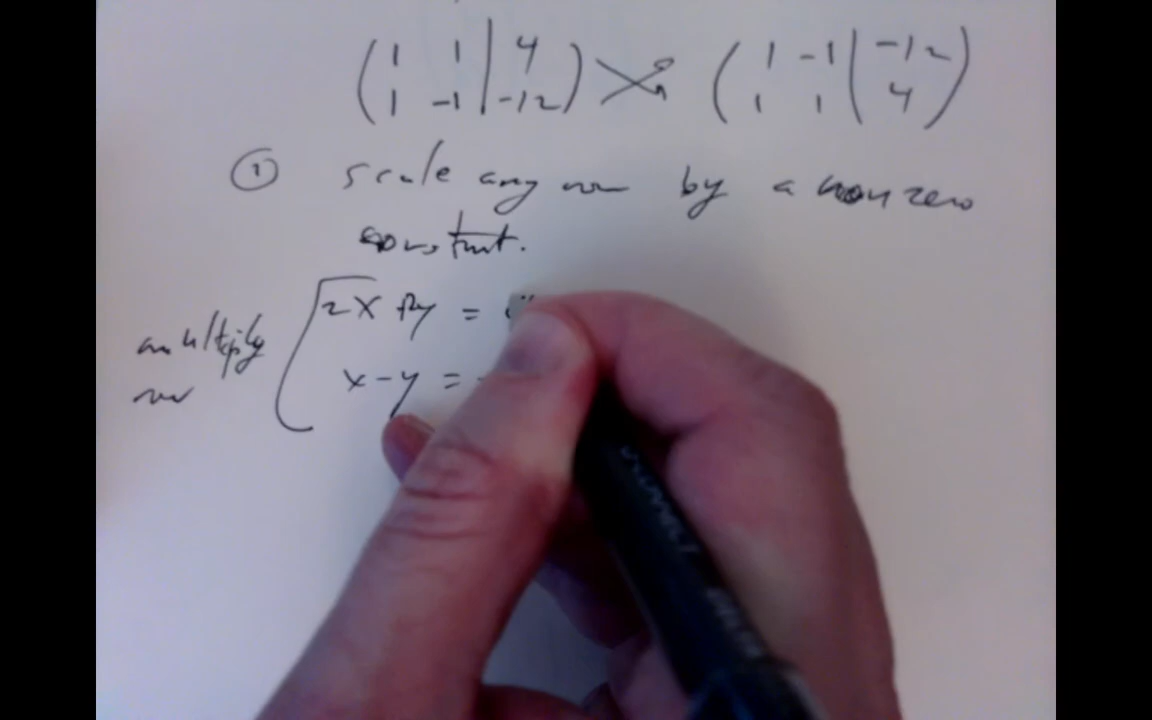 ( 1 1 | 4 ) ( 1 -1 | -12 )
( 1 -1 | -12 ) ( 1 1 | 4 )
① scale any row by a nonzero
constant.
multiply 2x + 2y =
row x - y =